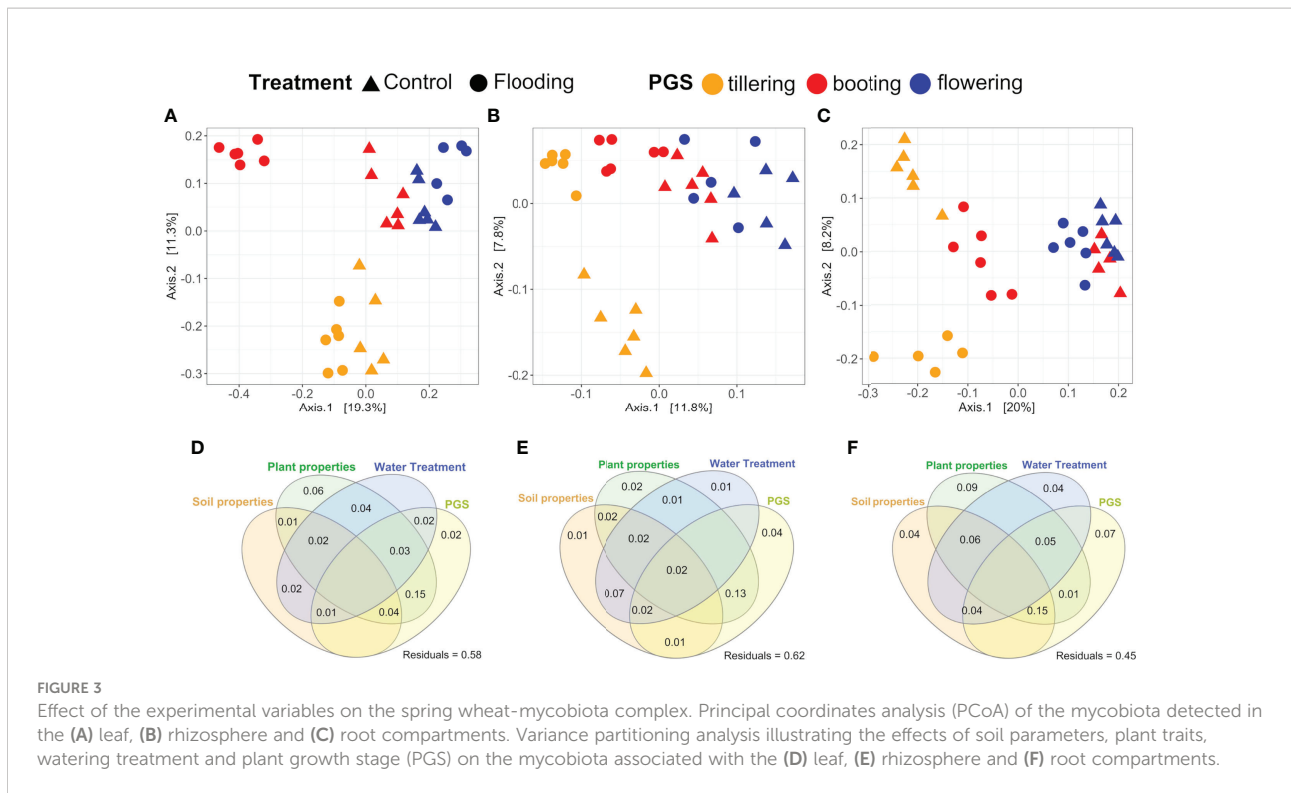 Treatment Control Flooding PGS tillering booting flowering
A B C
0.2
0.1
0.0
-0.1
-0.2
-0.3
Axis.2 [11.3%]
-0.4 -0.2 0.0 0.2
Axis.1 [19.3%]
0.1
0.0
-0.1
-0.2
Axis.2 [7.8%]
-0.1 0.0 0.1
Axis.1 [11.8%]
0.2
0.1
0.0
-0.1
-0.2
Axis.2 [8.2%]
-0.3 -0.2 -0.1 0.0 0.1 0.2
Axis.1 [20%]
D
Plant properties Water Treatment
Soil properties PGS
0.06
0.04
0.01 0.02 0.02
0.02 0.03
0.02 0.15
0.01 0.04
Residuals = 0.58
E
Plant properties Water Treatment
Soil properties PGS
0.02 0.01
0.01
0.02 0.04
0.01 0.02
0.02
0.07 0.13
0.02
0.01
Residuals = 0.62
F
Plant properties Water Treatment
Soil properties PGS
0.09 0.04
0.04 0.07
0.06 0.05
0.01
0.04 0.15
Residuals = 0.45
FIGURE 3
Effect of the experimental variables on the spring wheat-mycobiota complex. Principal coordinates analysis (PCoA) of the mycobiota detected in
the (A) leaf, (B) rhizosphere and (C) root compartments. Variance partitioning analysis illustrating the effects of soil parameters, plant traits,
watering treatment and plant growth stage (PGS) on the mycobiota associated with the (D) leaf, (E) rhizosphere and (F) root compartments.